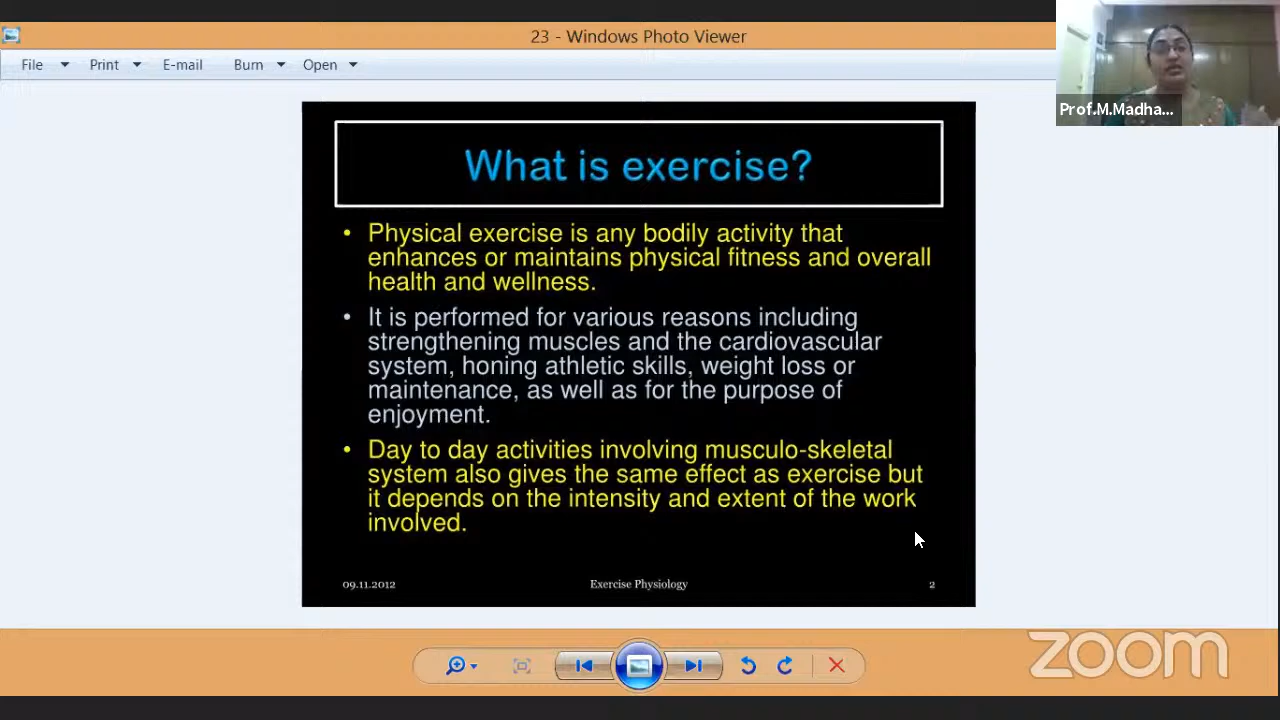 23 - Windows Photo Viewer
File Print E-mail Burn Open
Prof.M.Madha...
What is exercise?
• Physical exercise is any bodily activity that
enhances or maintains physical fitness and overall
health and wellness.
• It is performed for various reasons including
strengthening muscles and the cardiovascular
system, honing athletic skills, weight loss or
maintenance, as well as for the purpose of
enjoyment.
• Day to day activities involving musculo-skeletal
system also gives the same effect as exercise but
it depends on the intensity and extent of the work
involved.
09.11.2012 Exercise Physiology 2
zoom